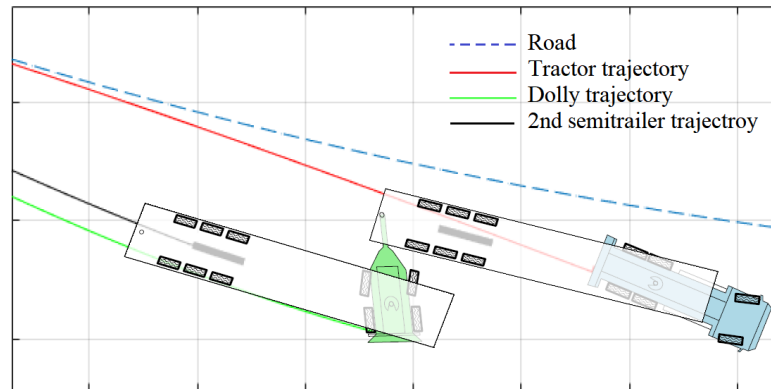 Road
Tractor trajectory
Dolly trajectory
2nd semitrailer trajectroy